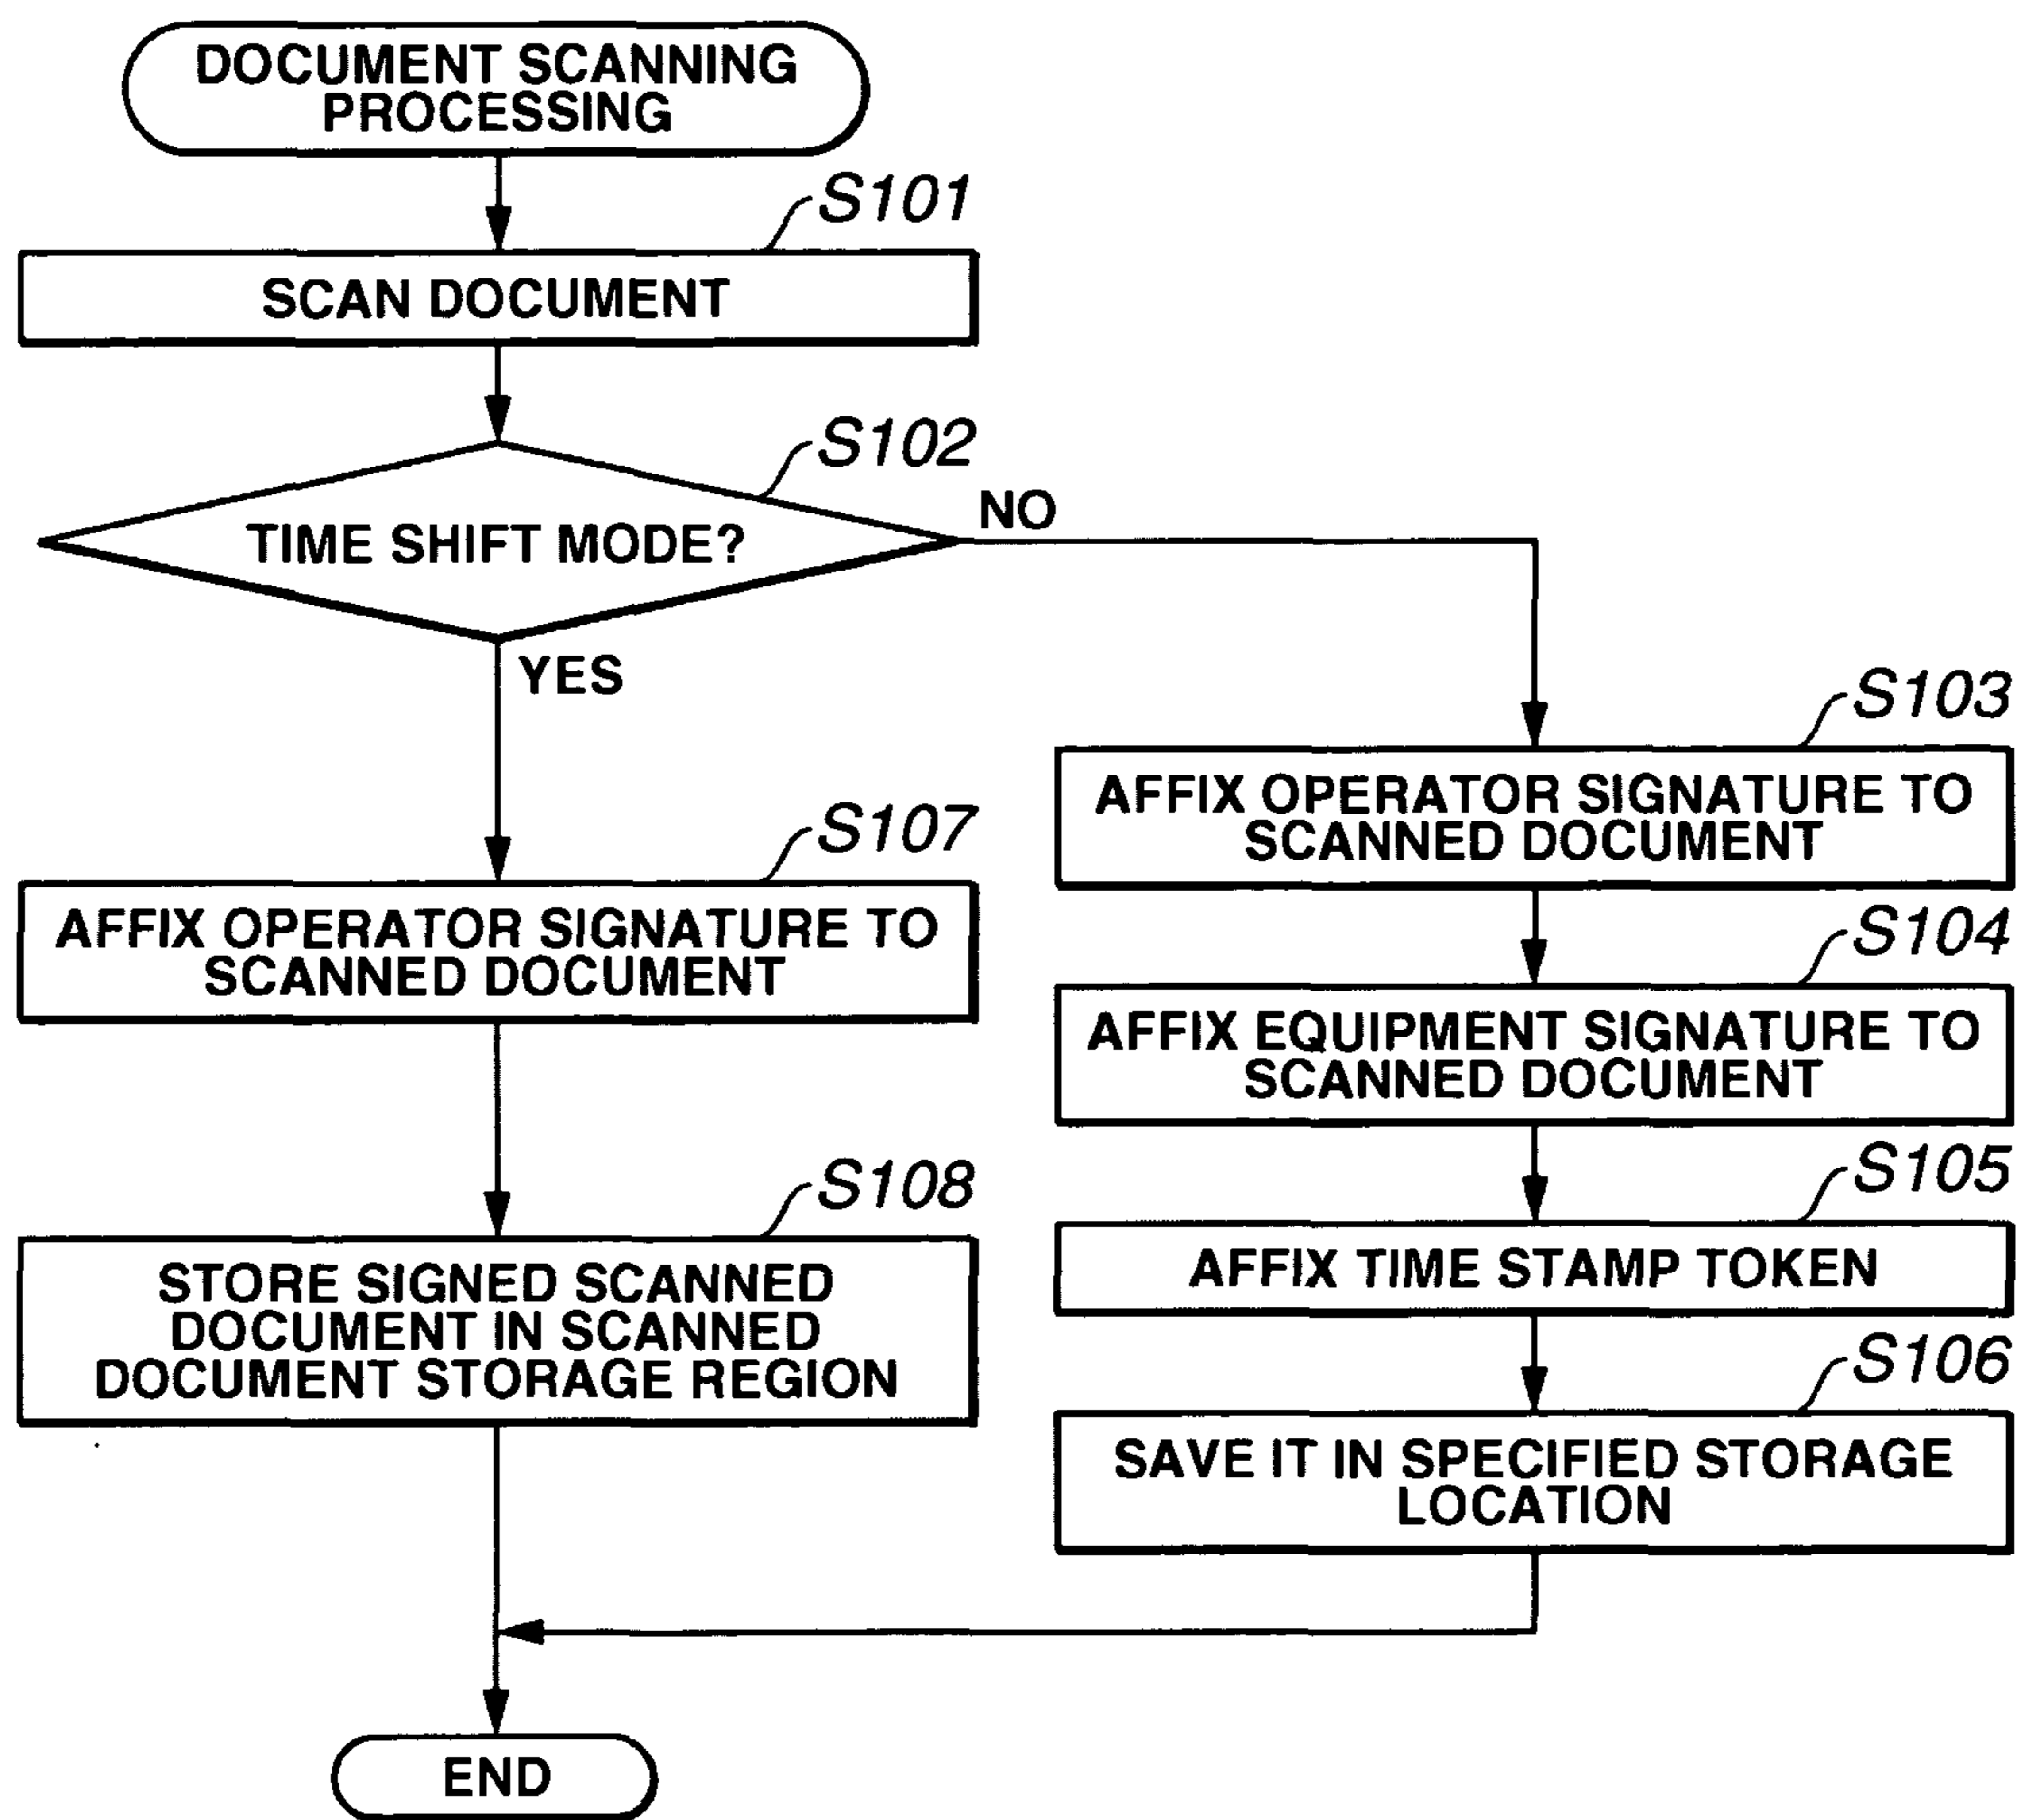 DOCUMENT SCANNING
PROCESSING
S101
SCAN DOCUMENT
S102
TIME SHIFT MODE?
NO
YES
S103
AFFIX OPERATOR SIGNATURE TO
SCANNED DOCUMENT
S107
AFFIX OPERATOR SIGNATURE TO
SCANNED DOCUMENT
S104
AFFIX EQUIPMENT SIGNATURE TO
SCANNED DOCUMENT
S105
AFFIX TIME STAMP TOKEN
S108
STORE SIGNED SCANNED
DOCUMENT IN SCANNED
DOCUMENT STORAGE REGION
S106
SAVE IT IN SPECIFIED STORAGE
LOCATION
END